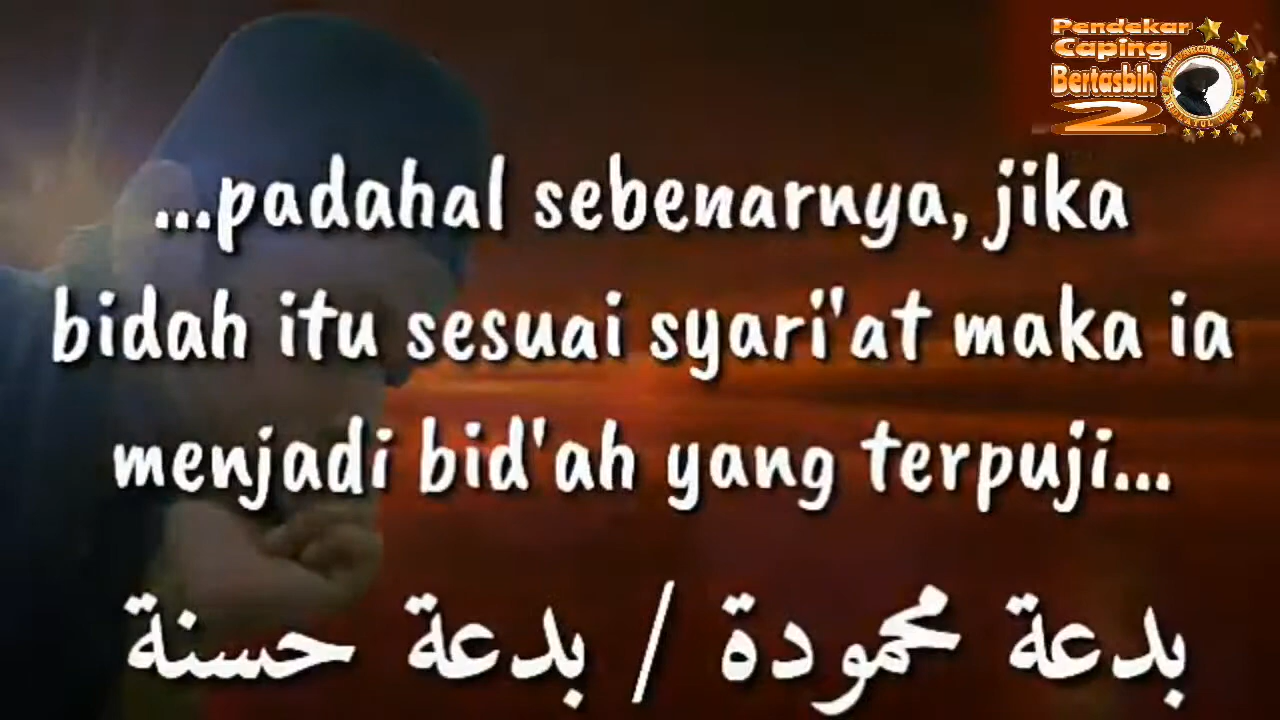 Pendekar
Caping
Bertasbih
2
...padahal sebenarnya, jika
bidah itu sesuai syari'at maka ia
menjadi bid'ah yang terpuji...
بدعة محمودة / بدعة حسنة